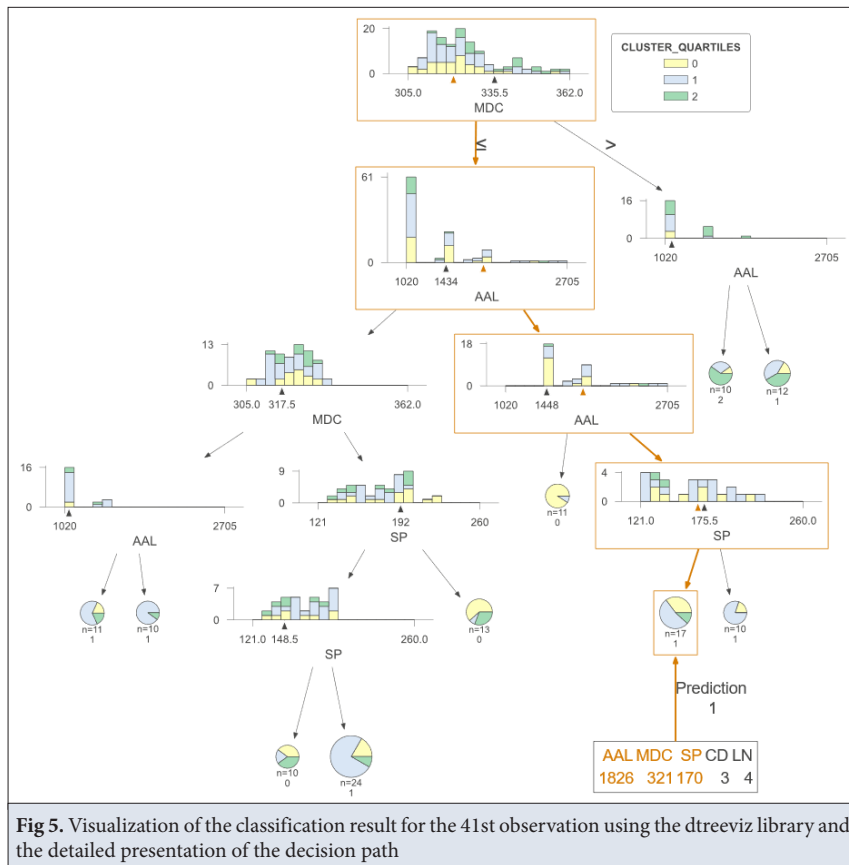 20
0
305.0 335.5 362.0
MDC
CLUSTER_QUARTILES
0
1
2
≤ >
61
0
1020 1434 2705
AAL
16
0
1020 2705
AAL
13
0
305.0 317.5 362.0
MDC
18
0
1020 1448 2705
AAL
n=10
2
n=12
1
16
0
1020 2705
AAL
9
0
121 192 260
SP
n=11
0
4
0
121.0 175.5 260.0
SP
n=11
1
n=10
1
7
0
121.0 148.5 260.0
SP
n=13
0
n=17
1
n=10
1
n=10
0
n=24
1
Prediction
1
AAL MDC SP CD LN
1826 321 170 3 4
Fig 5. Visualization of the classification result for the 41st observation using the dtreeviz library and
the detailed presentation of the decision path